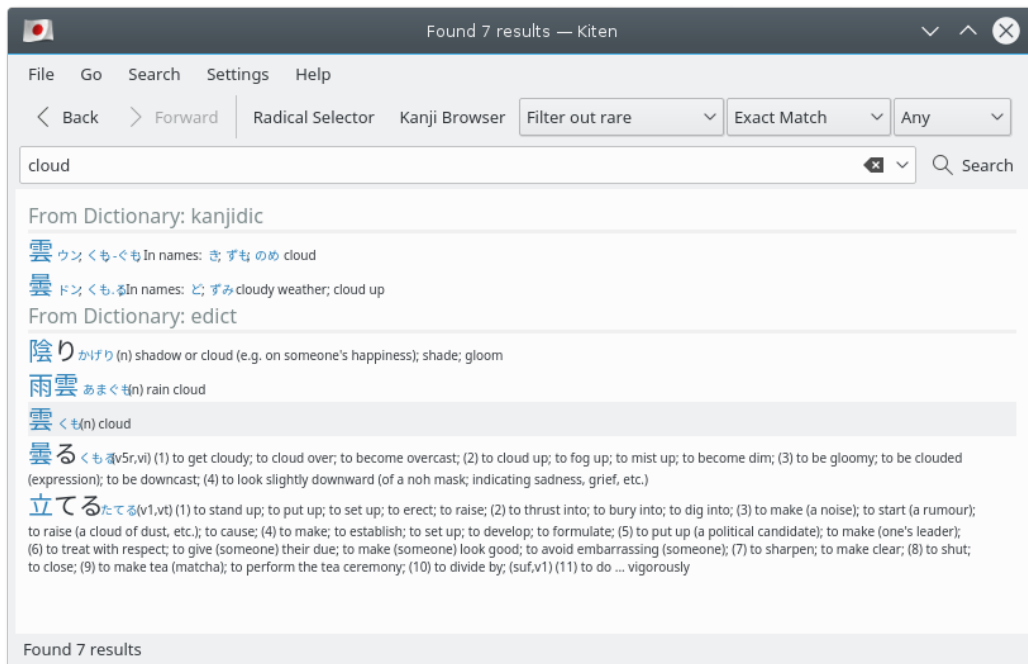 Found 7 results — Kiten
File Go Search Settings Help
Back Forward Radical Selector Kanji Browser Filter out rare Exact Match Any
cloud Search
From Dictionary: kanjidic
雲 ウン; くも; -ぐも; In names: き; ずも; のめ cloud
曇 ドン; くも.る; In names: ど; ずみ cloudy weather; cloud up
From Dictionary: edict
陰り かげり (n) shadow or cloud (e.g. on someone's happiness); shade; gloom
雨雲 あまぐも (n) rain cloud
雲 くも (n) cloud
曇る くもる (v5r,vi) (1) to get cloudy; to cloud over; to become overcast; (2) to cloud up; to fog up; to mist up; to become dim; (3) to be gloomy; to be clouded
(expression); to be downcast; (4) to look slightly downward (of a noh mask; indicating sadness, grief, etc.)
立てる たてる (v1,vt) (1) to stand up; to put up; to set up; to erect; to raise; (2) to thrust into; to bury into; to dig into; (3) to make (a noise); to start (a rumour);
to raise (a cloud of dust, etc.); to cause; (4) to make; to establish; to set up; to develop; to formulate; (5) to put up (a political candidate); to make (one's leader);
(6) to treat with respect; to give (someone) their due; to make (someone) look good; to avoid embarrassing (someone); (7) to sharpen; to make clear; (8) to shut;
to close; (9) to make tea (matcha); to perform the tea ceremony; (10) to divide by; (suf,v1) (11) to do ... vigorously
Found 7 results